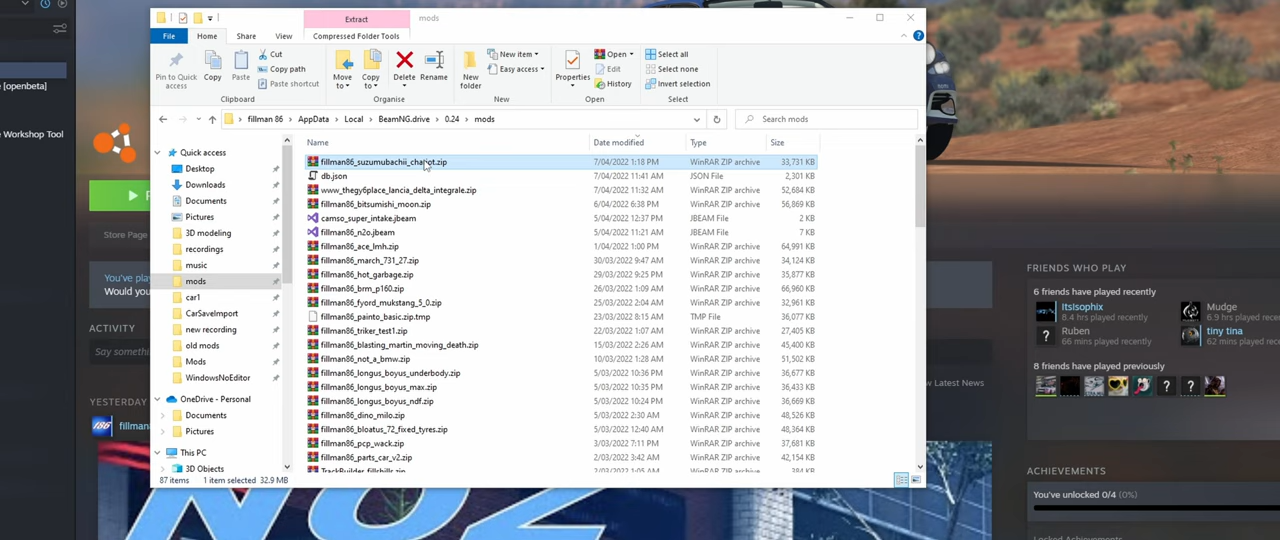 Extract
mods
File
Home
Share
View
Compressed Folder Tools
Pin to Quick access
Copy
Paste
Cut
Copy path
Paste shortcut
Clipboard
Move to
Copy to
Delete
Rename
Organise
New folder
New item
Easy access
New
Properties
Open
Edit
History
Open
Select all
Select none
Invert selection
Select
fillman 86 > AppData > Local > BeamNG.drive > 0.24 > mods
Search mods
Name Date modified Type Size
Quick access
Desktop
Downloads
Documents
Pictures
3D modeling
recordings
music
mods
car1
CarSaveImport
new recording
old mods
Mods
WindowsNoEditor
OneDrive - Personal
Documents
Pictures
This PC
3D Objects
fillman86_suzumubachii_chariot.zip 7/04/2022 1:18 PM WinRAR ZIP archive 33,731 KB
db.json 7/04/2022 11:41 AM JSON File 2,301 KB
www_thegy6place_lancia_delta_integrale.zip 7/04/2022 11:32 AM WinRAR ZIP archive 52,684 KB
fillman86_bitsumishi_moon.zip 6/04/2022 6:38 PM WinRAR ZIP archive 56,869 KB
camso_super_intake.jbeam 5/04/2022 12:37 PM JBEAM File 2 KB
fillman86_n2o.jbeam 5/04/2022 11:21 AM JBEAM File 7 KB
fillman86_ace_lmh.zip 1/04/2022 1:00 PM WinRAR ZIP archive 64,991 KB
fillman86_march_731_27.zip 30/03/2022 9:47 AM WinRAR ZIP archive 34,124 KB
fillman86_hot_garbage.zip 29/03/2022 9:25 PM WinRAR ZIP archive 35,877 KB
fillman86_brm_p160.zip 26/03/2022 1:09 AM WinRAR ZIP archive 66,960 KB
fillman86_fyord_mukstang_5_0.zip 25/03/2022 2:04 AM WinRAR ZIP archive 32,961 KB
fillman86_painto_basic.zip.tmp 23/03/2022 8:15 AM TMP File 36,077 KB
fillman86_triker_test1.zip 22/03/2022 1:07 AM WinRAR ZIP archive 27,405 KB
fillman86_blasting_martin_moving_death.zip 15/03/2022 2:26 AM WinRAR ZIP archive 45,400 KB
fillman86_not_a_bmw.zip 10/03/2022 1:28 AM WinRAR ZIP archive 51,502 KB
fillman86_longus_boyus_underbody.zip 5/03/2022 10:36 PM WinRAR ZIP archive 36,677 KB
fillman86_longus_boyus_max.zip 5/03/2022 10:35 PM WinRAR ZIP archive 36,433 KB
fillman86_longus_boyus_ndf.zip 5/03/2022 10:24 PM WinRAR ZIP archive 36,669 KB
fillman86_dino_milo.zip 5/03/2022 2:30 AM WinRAR ZIP archive 48,526 KB
fillman86_bloatus_72_fixed_tyres.zip 5/03/2022 12:40 AM WinRAR ZIP archive 48,364 KB
fillman86_pcp_wack.zip 3/03/2022 7:11 PM WinRAR ZIP archive 37,681 KB
fillman86_parts_car_v2.zip 2/03/2022 3:42 AM WinRAR ZIP archive 42,154 KB
TrackBuilder_fillshills.zip 2/03/2022 1:05 AM WinRAR ZIP archive 384 KB
87 items 1 item selected 32.9 MB
[openbeta]
Workshop Tool
Store Page
You've
Would
ACTIVITY
Say
YESTERDAY
186
fillman
NOZ
Latest News
FRIENDS WHO PLAY
6 friends have played recently
Itsisophix
8.4 hrs played recently
Mudge
6.9 hrs played recently
Ruben
66 mins played recently
tiny tina
62 mins played recently
8 friends have played previously
ACHIEVEMENTS
You've unlocked 0/4 (0%)
Locked Achievements